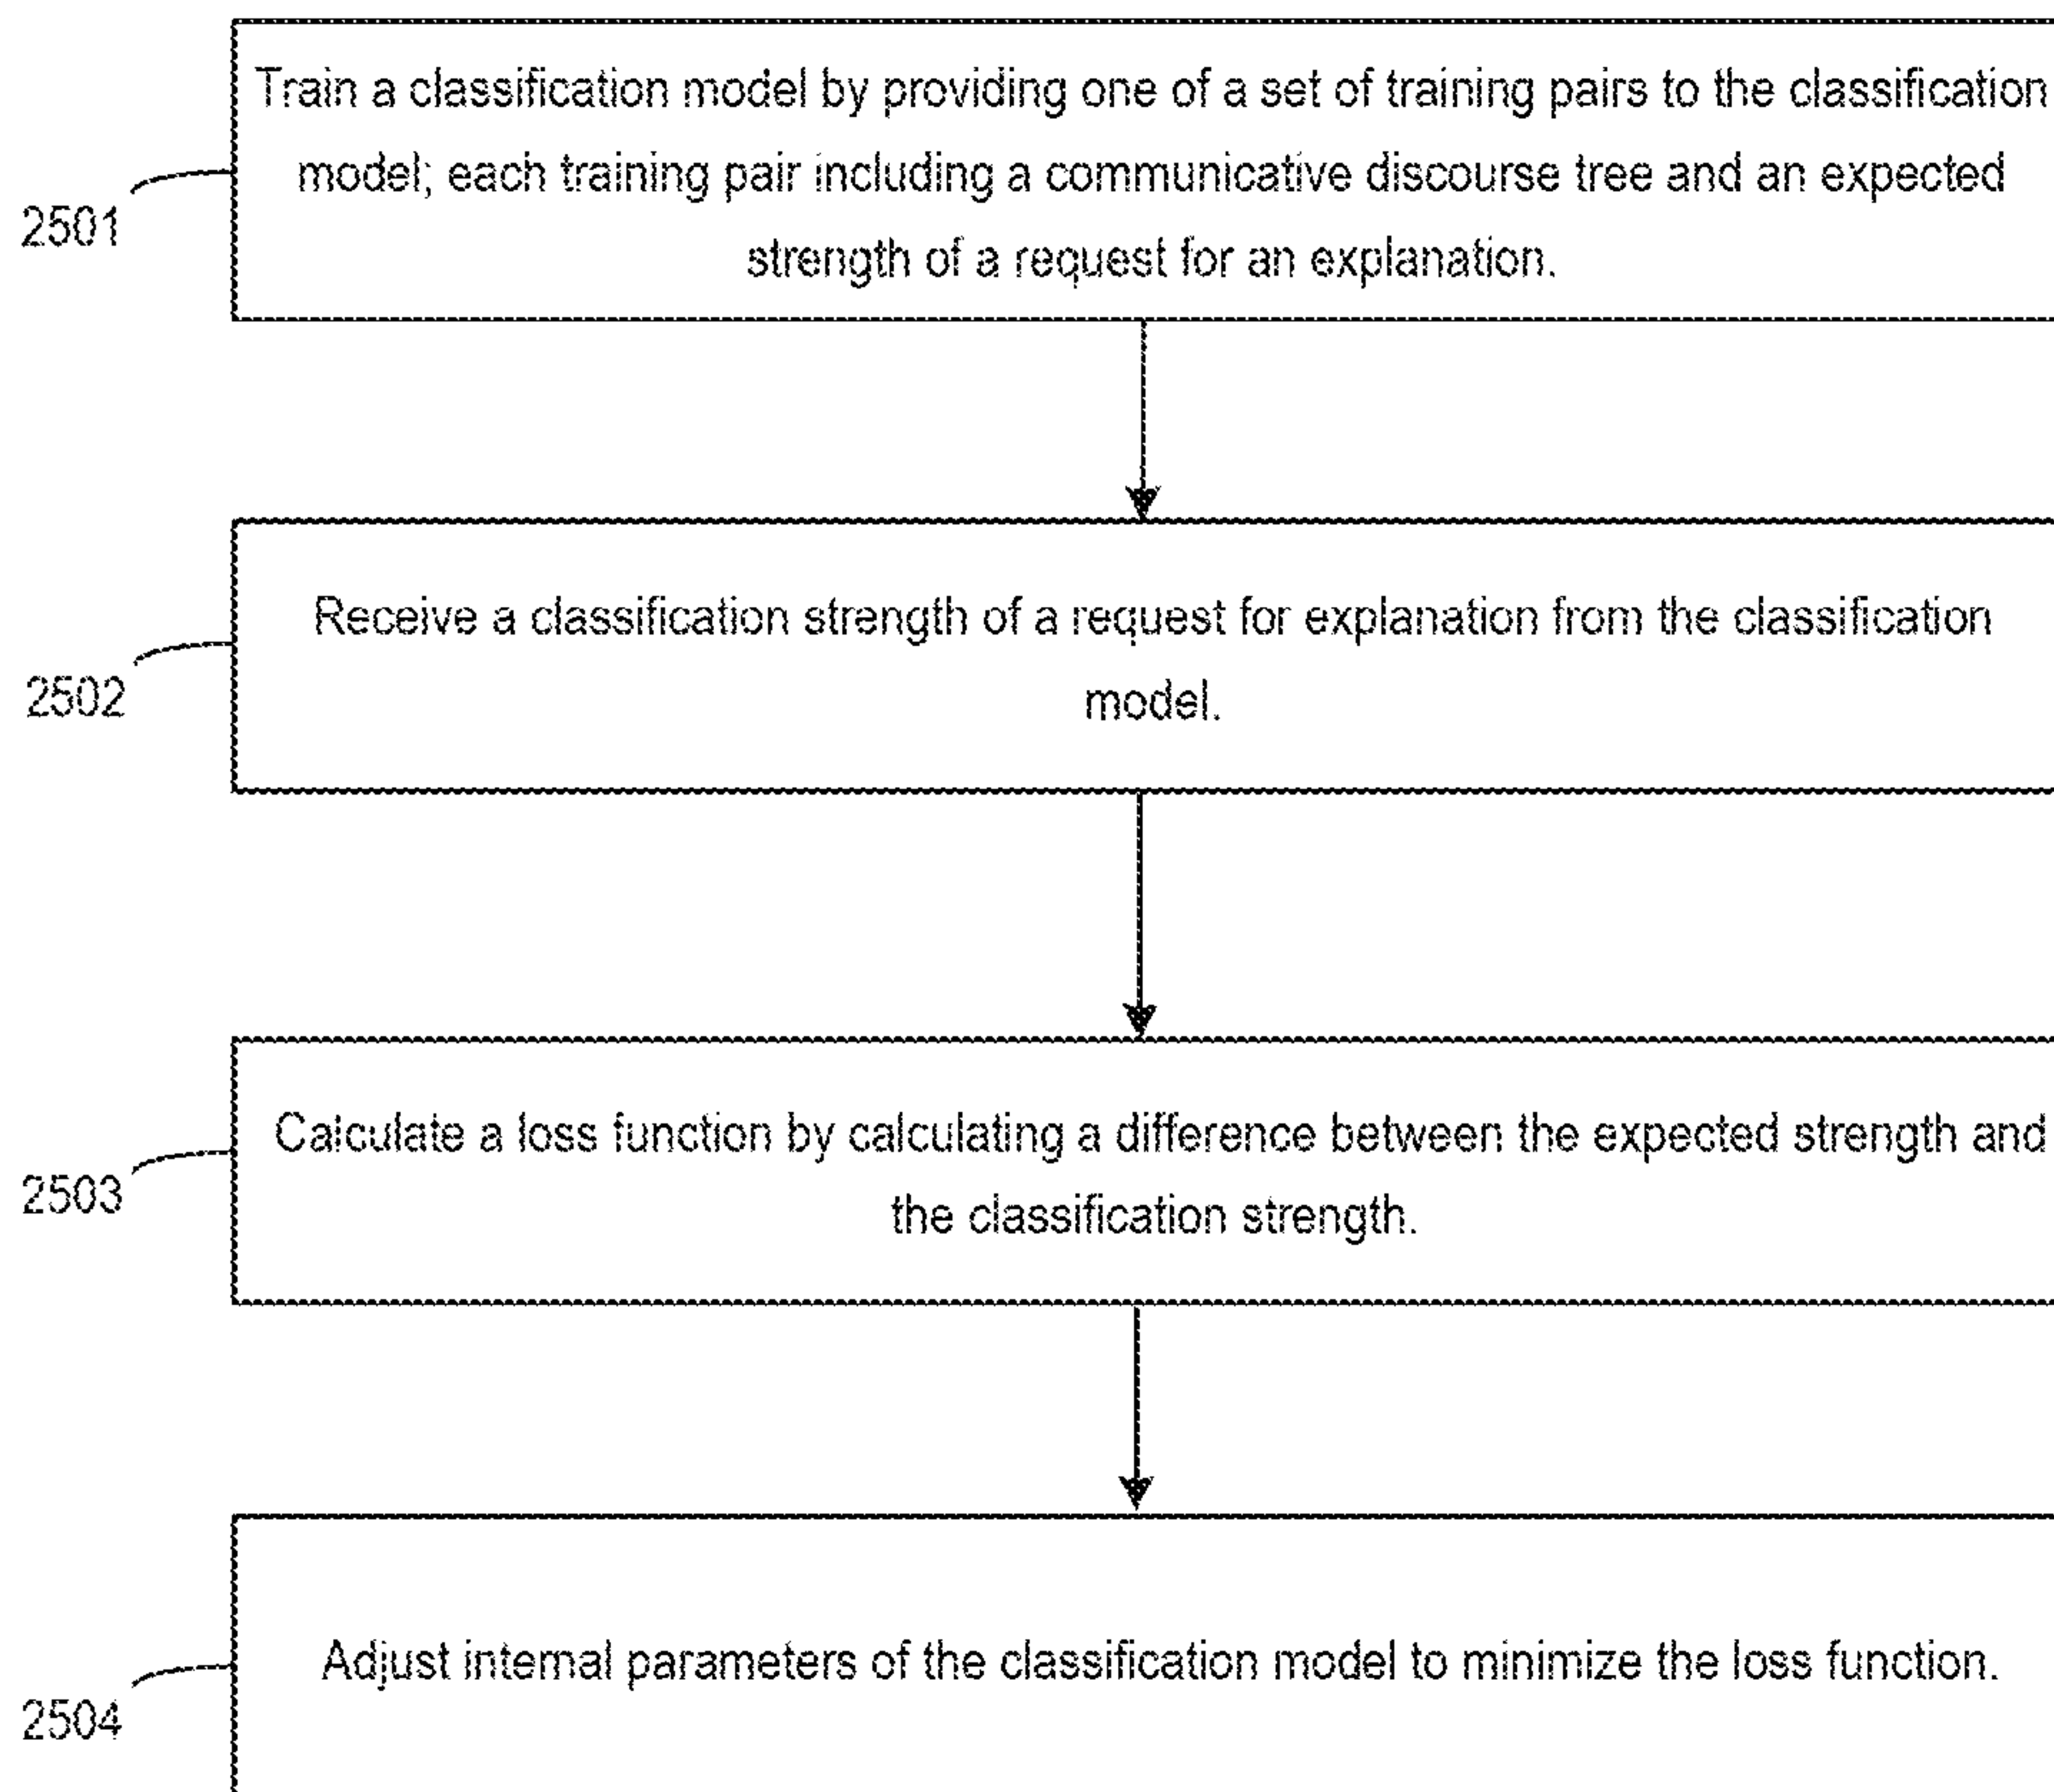 Train a classification model by providing one of a set of training pairs to the classification
model; each training pair including a communicative discourse tree and an expected
strength of a request for an explanation.
2501
Receive a classification strength of a request for explanation from the classification
model.
2502
Calculate a loss function by calculating a difference between the expected strength and
the classification strength.
2503
Adjust internal parameters of the classification model to minimize the loss function.
2504